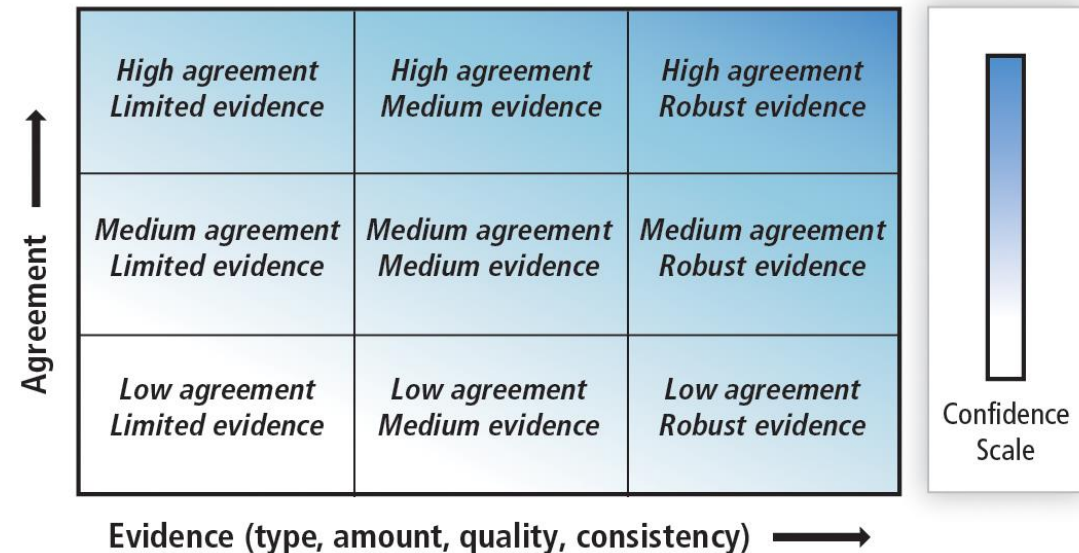 High agreement
Limited evidence
High agreement
Medium evidence
High agreement
Robust evidence
Medium agreement
Limited evidence
Medium agreement
Medium evidence
Medium agreement
Robust evidence
Low agreement
Limited evidence
Low agreement
Medium evidence
Low agreement
Robust evidence
Agreement
Evidence (type, amount, quality, consistency)
Confidence
Scale